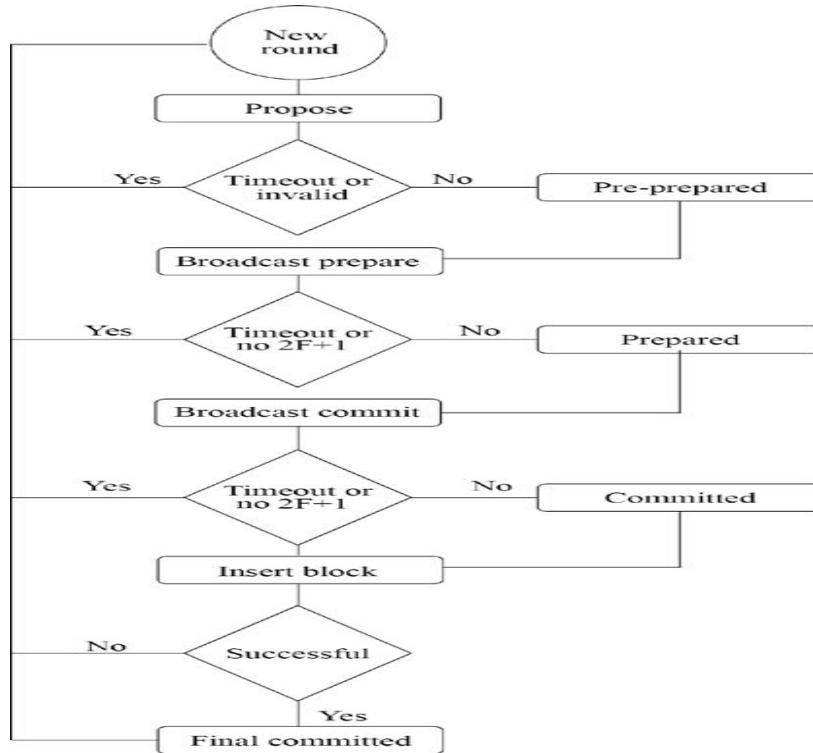 New
round
Propose
Yes
Timeout or
invalid
No
Pre-prepared
Broadcast prepare
Yes
Timeout or
no 2F+1
No
Prepared
Broadcast commit
Yes
Timeout or
no 2F+1
No
Committed
Insert block
No
Successful
Yes
Final committed